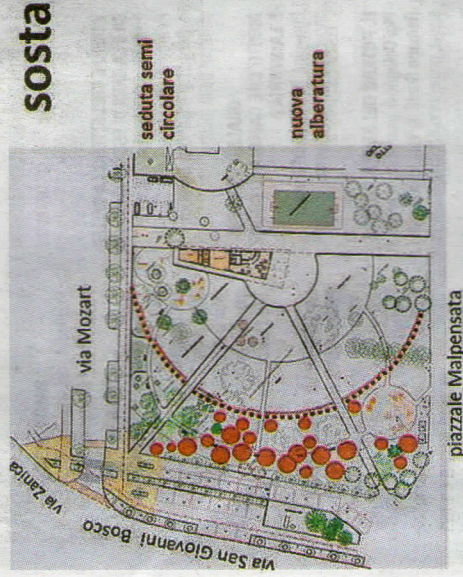 sosta
seduta semi
circolare
nuova
alberatura
via Mozart
via Zanica
via San Giovanni Bosco
piazzale Malpensata